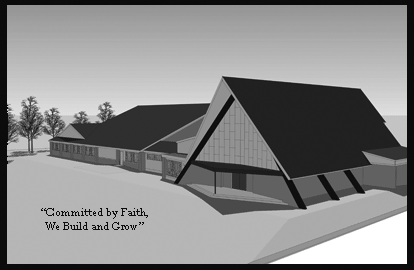 “Committed by Faith,
We Build and Grow”